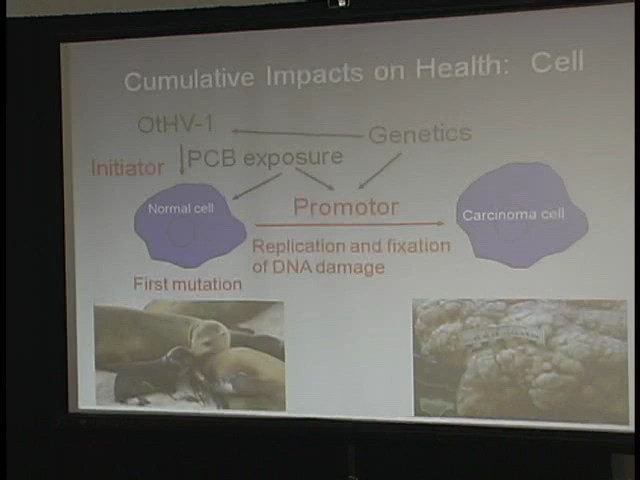 Cumulative Impacts on Health: Cell
OtHV-1
Genetics
Initiator
PCB exposure
Normal cell
Promotor
Carcinoma cell
Replication and fixation
of DNA damage
First mutation